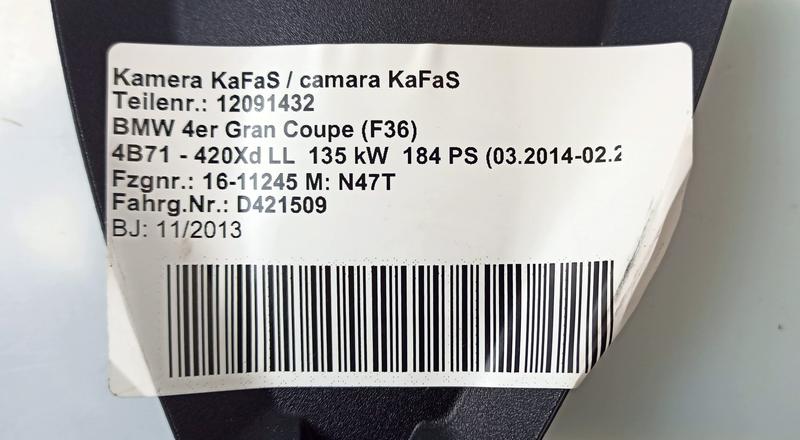 Kamera KaFaS / camara KaFaS
Teilenr.: 12091432
BMW 4er Gran Coupe (F36)
4B71 - 420Xd LL 135 kW 184 PS (03.2014-02.2
Fzgnr.: 16-11245 M: N47T
Fahrg.Nr.: D421509
BJ: 11/2013